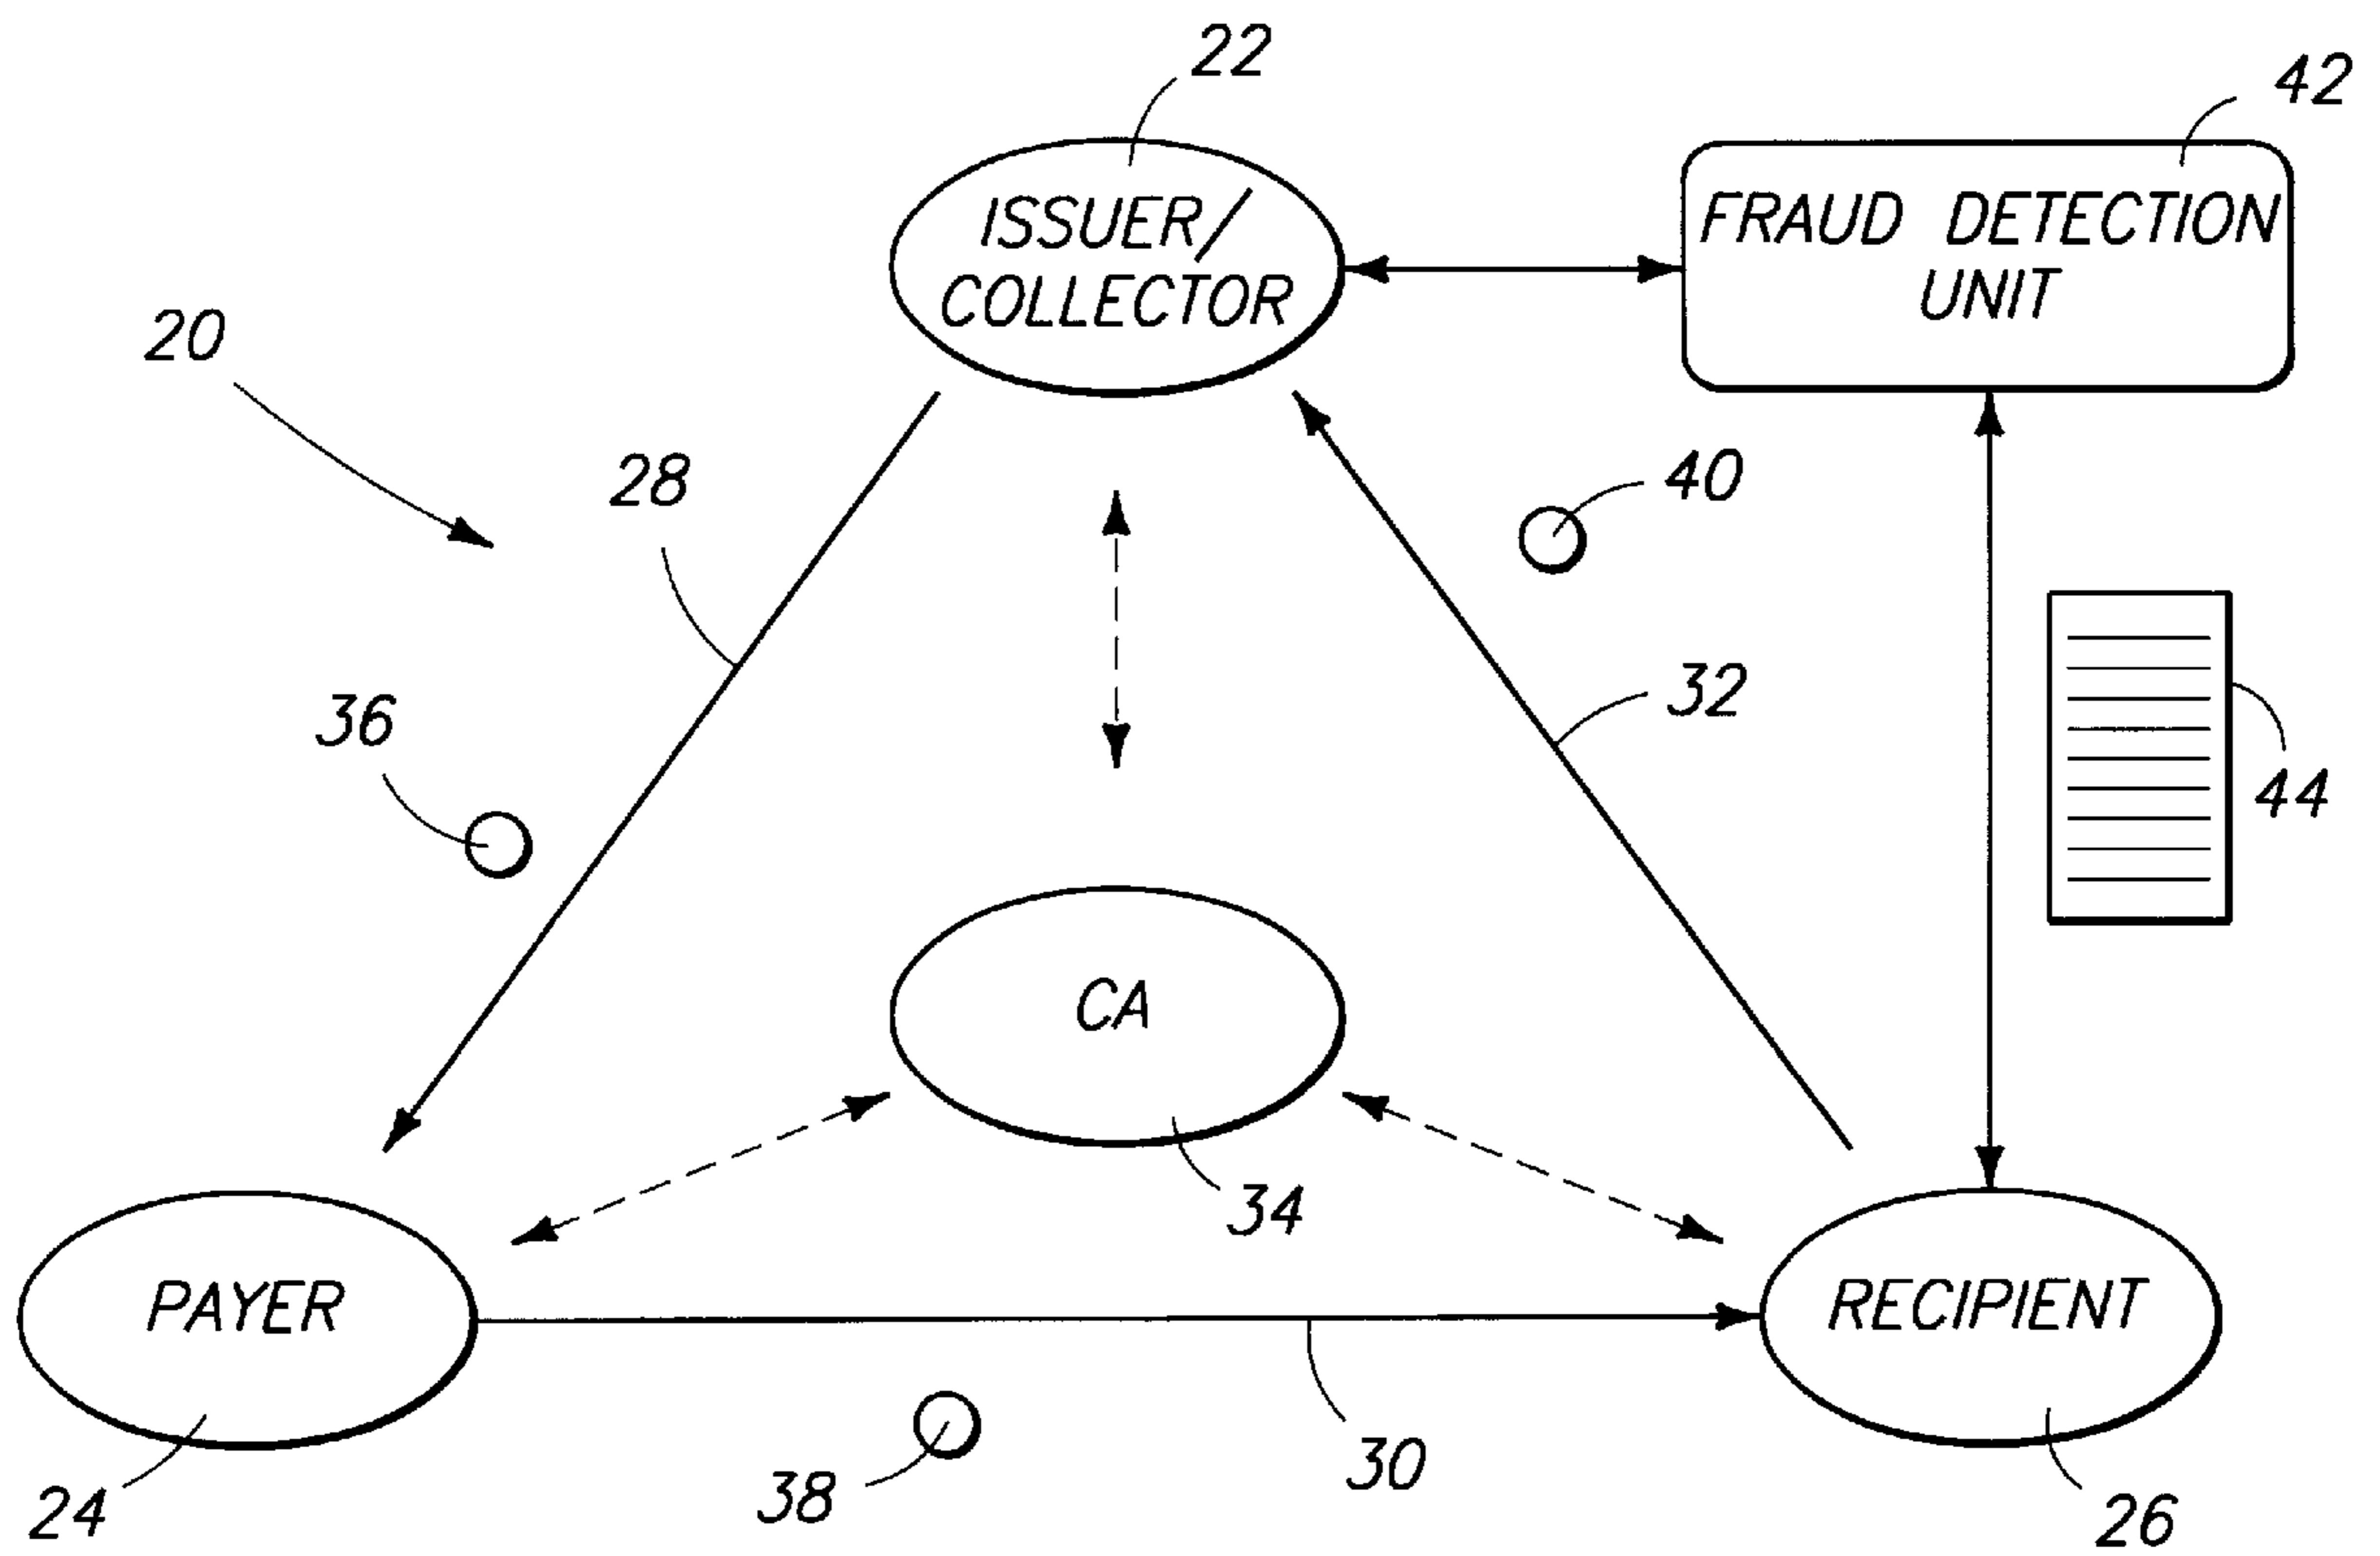 22
42
ISSUER/
COLLECTOR
FRAUD DETECTION
UNIT
20
28
40
36
32
44
CA
34
PAYER
RECIPIENT
24
38
30
26